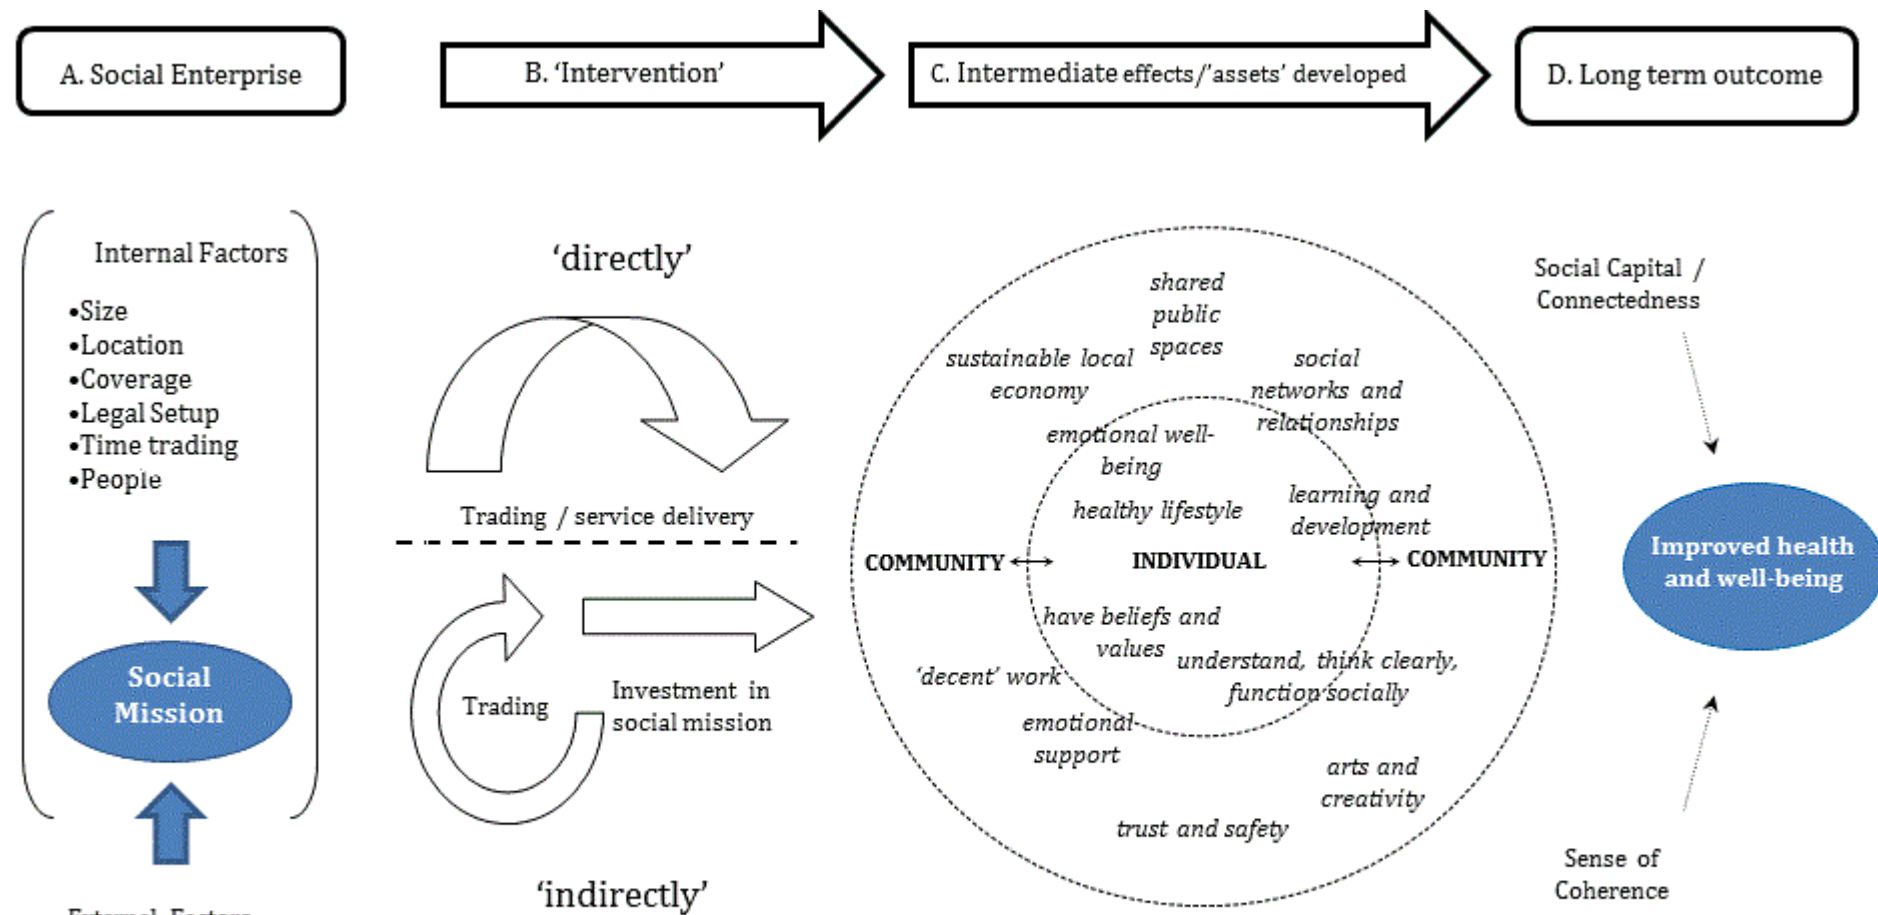 A. Social Enterprise
B. ‘Intervention’
C. Intermediate effects/’assets’ developed
D. Long term outcome
Internal Factors
•Size
•Location
•Coverage
•Legal Setup
•Time trading
•People
Social
Mission
External Factors
‘directly’
Trading / service delivery
Trading
Investment in
social mission
‘indirectly’
shared
public
spaces
sustainable local
economy
social
networks and
relationships
emotional well-
being
healthy lifestyle
learning and
development
COMMUNITY
INDIVIDUAL
COMMUNITY
have beliefs and
values
understand, think clearly,
function socially
‘decent’ work
emotional
support
arts and
creativity
trust and safety
Social Capital /
Connectedness
Improved health
and well-being
Sense of
Coherence